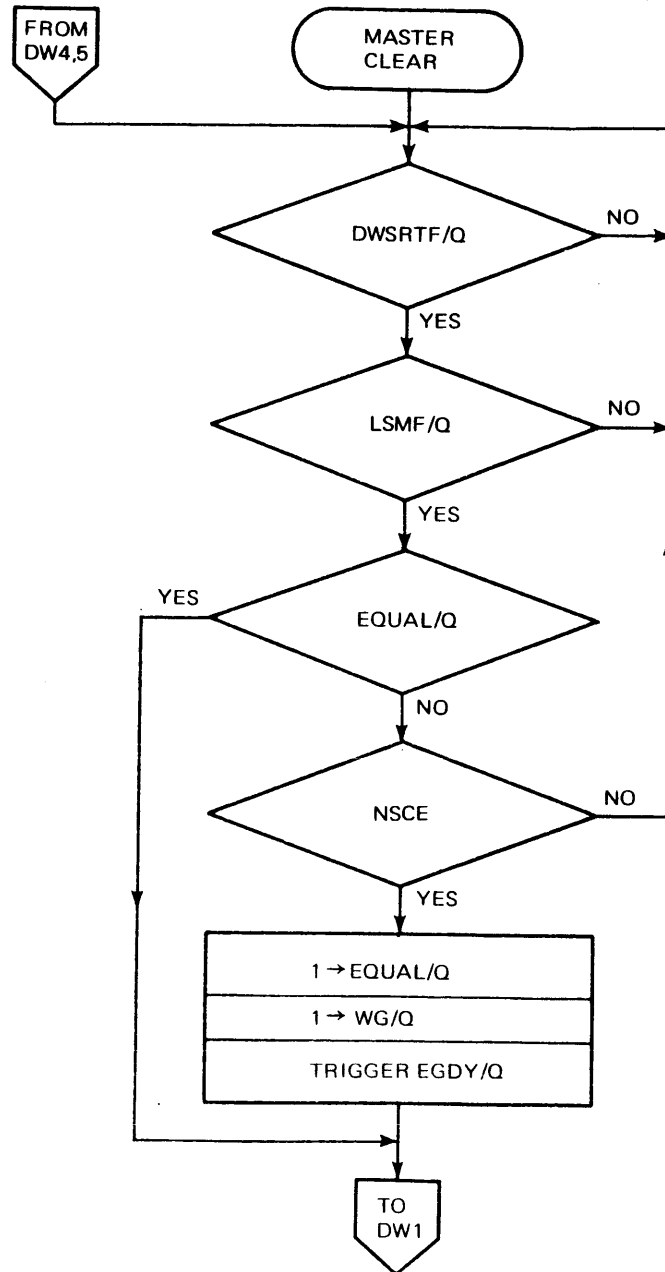 FROM
DW4,5
MASTER
CLEAR
DWSRTF/Q
NO
YES
LSMF/Q
NO
YES
YES
EQUAL/Q
NO
NSCE
NO
YES
1 → EQUAL/Q
1 → WG/Q
TRIGGER EGDY/Q
TO
DW1